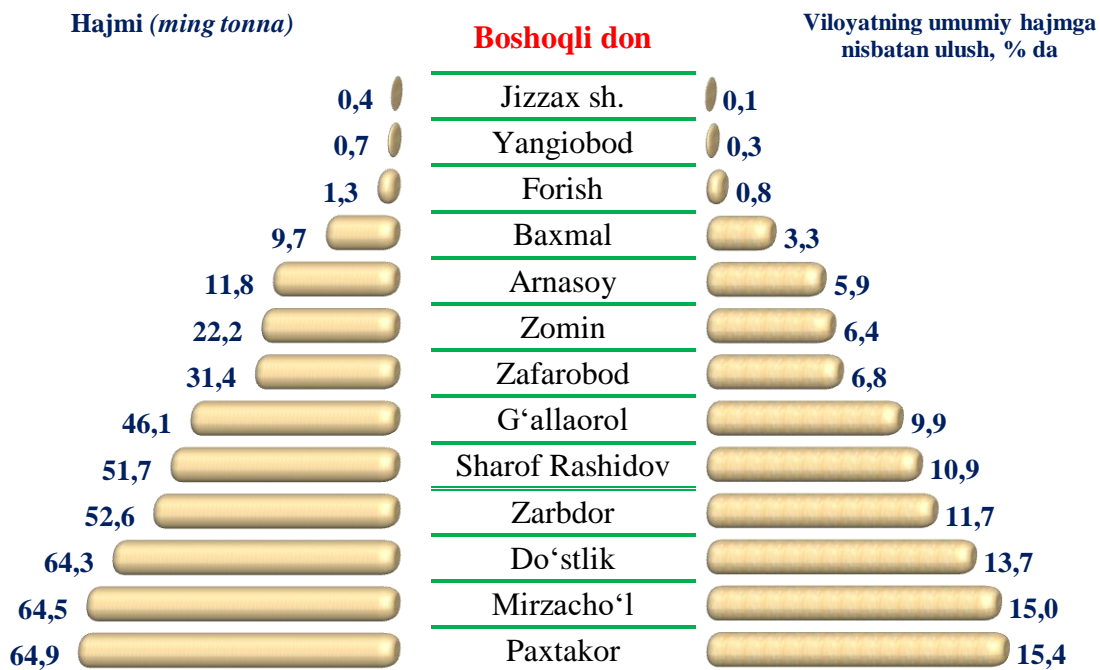 Hajmi (ming tonna)
Boshoqli don
Viloyatning umumiy hajmga
nisbatan ulush, % da
0,4 Jizzax sh. 0,1
0,7 Yangiobod 0,3
1,3 Forish 0,8
9,7 Baxmal 3,3
11,8 Arnasoy 5,9
22,2 Zomin 6,4
31,4 Zafarobod 6,8
46,1 G‘allaorol 9,9
51,7 Sharof Rashidov 10,9
52,6 Zarbdor 11,7
64,3 Do‘stlik 13,7
64,5 Mirzacho‘l 15,0
64,9 Paxtakor 15,4